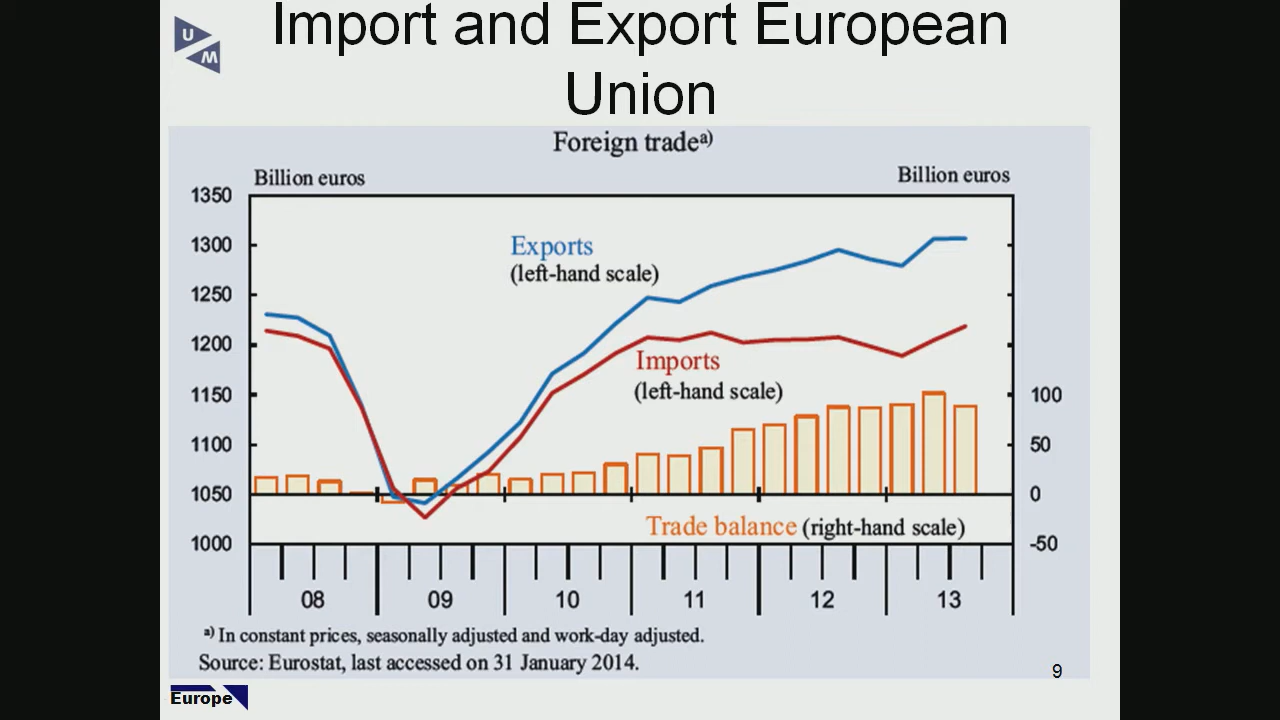 U
M
Import and Export European
Union
Foreign trade a)
Billion euros
Billion euros
1350
1300
1250
1200
1150
1100
1050
1000
Exports
(left-hand scale)
Imports
(left-hand scale)
100
50
0
-50
Trade balance (right-hand scale)
08 09 10 11 12 13
a) In constant prices, seasonally adjusted and work-day adjusted.
Source: Eurostat, last accessed on 31 January 2014.
9
Europe